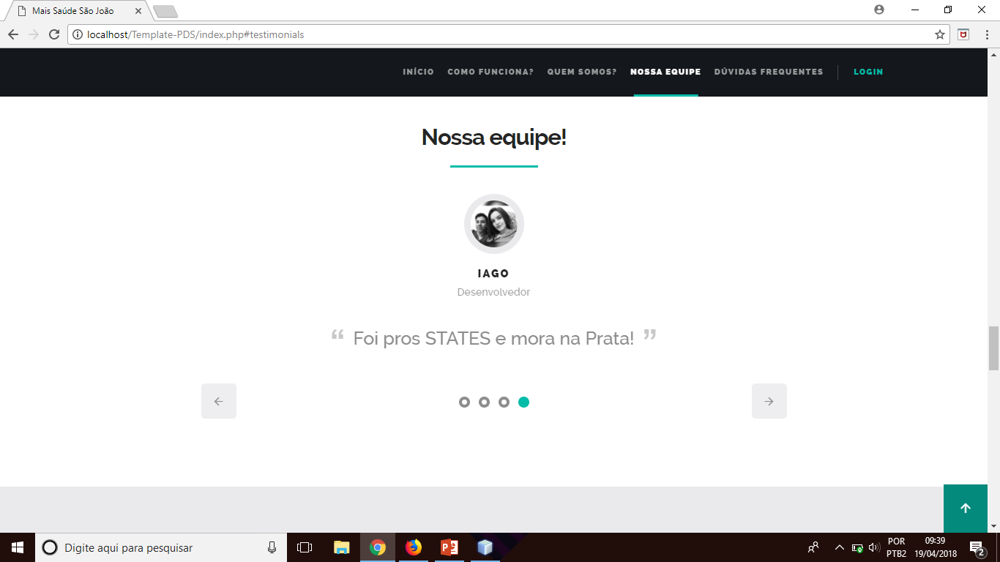 Mais Saúde São João
localhost/Template-PDS/index.php#testimonials
INÍCIO COMO FUNCIONA? QUEM SOMOS? NOSSA EQUIPE DÚVIDAS FREQUENTES LOGIN
Nossa equipe!
IAGO
Desenvolvedor
“ Foi pros STATES e mora na Prata! ”
Digite aqui para pesquisar
POR
PTB2
09:39
19/04/2018
2